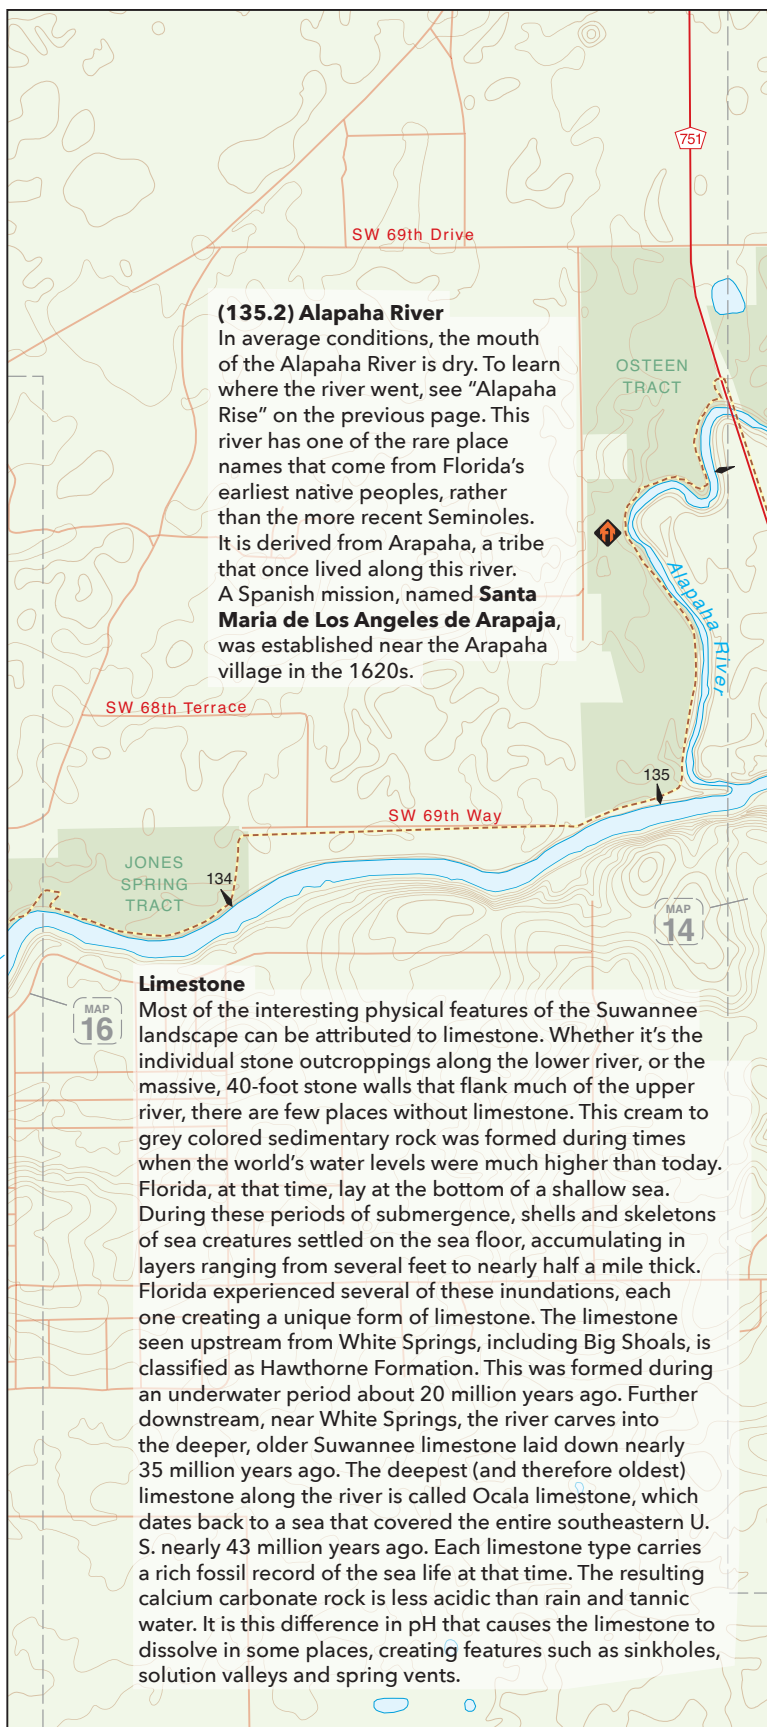 751
SW 69th Drive
(135.2) Alapaha River
In average conditions, the mouth
of the Alapaha River is dry. To learn
where the river went, see “Alapaha
Rise” on the previous page. This
river has one of the rare place
names that come from Florida’s
earliest native peoples, rather
than the more recent Seminoles.
It is derived from Arapaha, a tribe
that once lived along this river.
A Spanish mission, named Santa
Maria de Los Angeles de Arapaja,
was established near the Arapaha
village in the 1620s.
OSTEEN
TRACT
Alapaha River
SW 68th Terrace
135
SW 69th Way
JONES
SPRING
TRACT
134
MAP
14
MAP
16
Limestone
Most of the interesting physical features of the Suwannee
landscape can be attributed to limestone. Whether it’s the
individual stone outcroppings along the lower river, or the
massive, 40-foot stone walls that flank much of the upper
river, there are few places without limestone. This cream to
grey colored sedimentary rock was formed during times
when the world’s water levels were much higher than today.
Florida, at that time, lay at the bottom of a shallow sea.
During these periods of submergence, shells and skeletons
of sea creatures settled on the sea floor, accumulating in
layers ranging from several feet to nearly half a mile thick.
Florida experienced several of these inundations, each
one creating a unique form of limestone. The limestone
seen upstream from White Springs, including Big Shoals, is
classified as Hawthorne Formation. This was formed during
an underwater period about 20 million years ago. Further
downstream, near White Springs, the river carves into
the deeper, older Suwannee limestone laid down nearly
35 million years ago. The deepest (and therefore oldest)
limestone along the river is called Ocala limestone, which
dates back to a sea that covered the entire southeastern U.
S. nearly 43 million years ago. Each limestone type carries
a rich fossil record of the sea life at that time. The resulting
calcium carbonate rock is less acidic than rain and tannic
water. It is this difference in pH that causes the limestone to
dissolve in some places, creating features such as sinkholes,
solution valleys and spring vents.